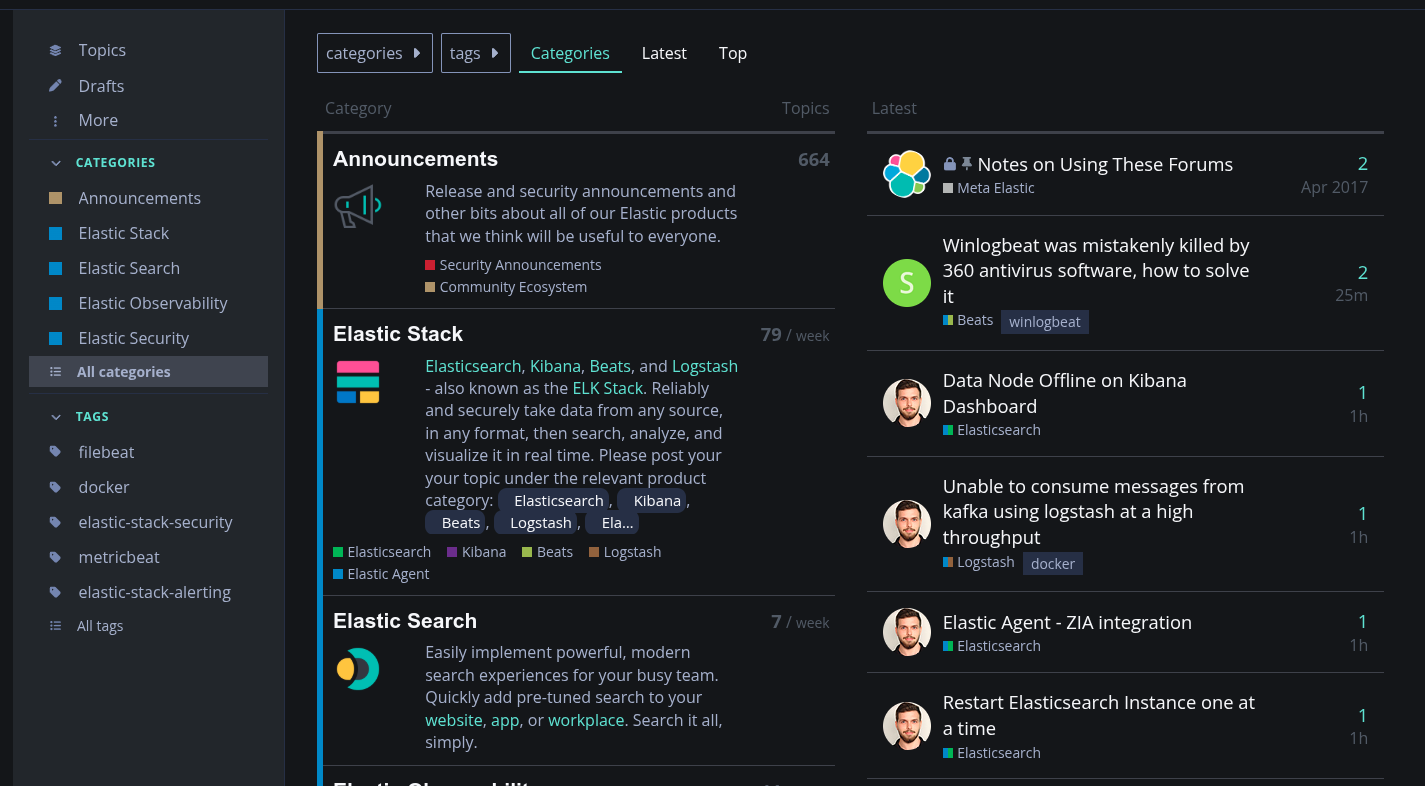 Topics
Drafts
More
CATEGORIES
Announcements
Elastic Stack
Elastic Search
Elastic Observability
Elastic Security
All categories
TAGS
filebeat
docker
elastic-stack-security
metricbeat
elastic-stack-alerting
All tags
categories
tags
Categories
Latest
Top
Category Topics
Announcements 664
Release and security announcements and
other bits about all of our Elastic products
that we think will be useful to everyone.
Security Announcements
Community Ecosystem
Elastic Stack 79 / week
Elasticsearch, Kibana, Beats, and Logstash
- also known as the ELK Stack. Reliably
and securely take data from any source,
in any format, then search, analyze, and
visualize it in real time. Please post your
your topic under the relevant product
category: Elasticsearch, Kibana,
Beats, Logstash, Ela...
Elasticsearch Kibana Beats Logstash
Elastic Agent
Elastic Search 7 / week
Easily implement powerful, modern
search experiences for your busy team.
Quickly add pre-tuned search to your
website, app, or workplace. Search it all,
simply.
Latest
Notes on Using These Forums 2
Meta Elastic Apr 2017
Winlogbeat was mistakenly killed by
360 antivirus software, how to solve 2
it 25m
Beats winlogbeat
S
Data Node Offline on Kibana 1
Dashboard 1h
Elasticsearch
Unable to consume messages from
kafka using logstash at a high 1
throughput 1h
Logstash docker
Elastic Agent - ZIA integration 1
Elasticsearch 1h
Restart Elasticsearch Instance one at 1
a time 1h
Elasticsearch